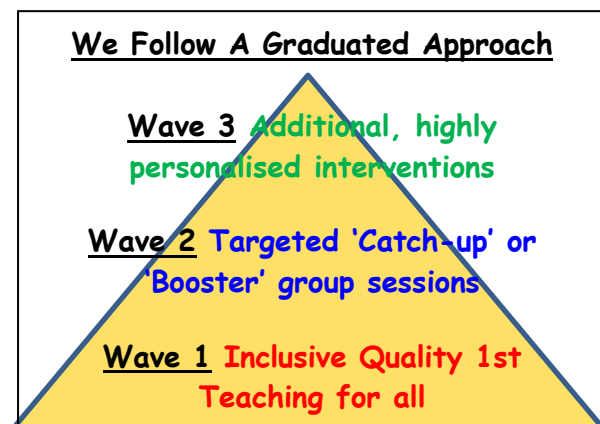 We Follow A Graduated Approach
Wave 3 Additional, highly
personalised interventions
Wave 2 Targeted ‘Catch-up’ or
‘Booster’ group sessions
Wave 1 Inclusive Quality 1st
Teaching for all